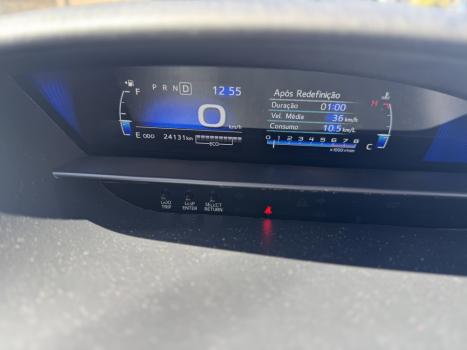 F P R N D 12:55
0 km/h
E ODO 24131 km
ECO
Após Redefinição
Duração 01:00
Vel. Média 36 km/h
Consumo 10.5 km/L
0 1 2 3 4 5 6 7 8
x1000 r/min
H
C
ODO
TRIP
DISP
ENTER
SELECT
RETURN